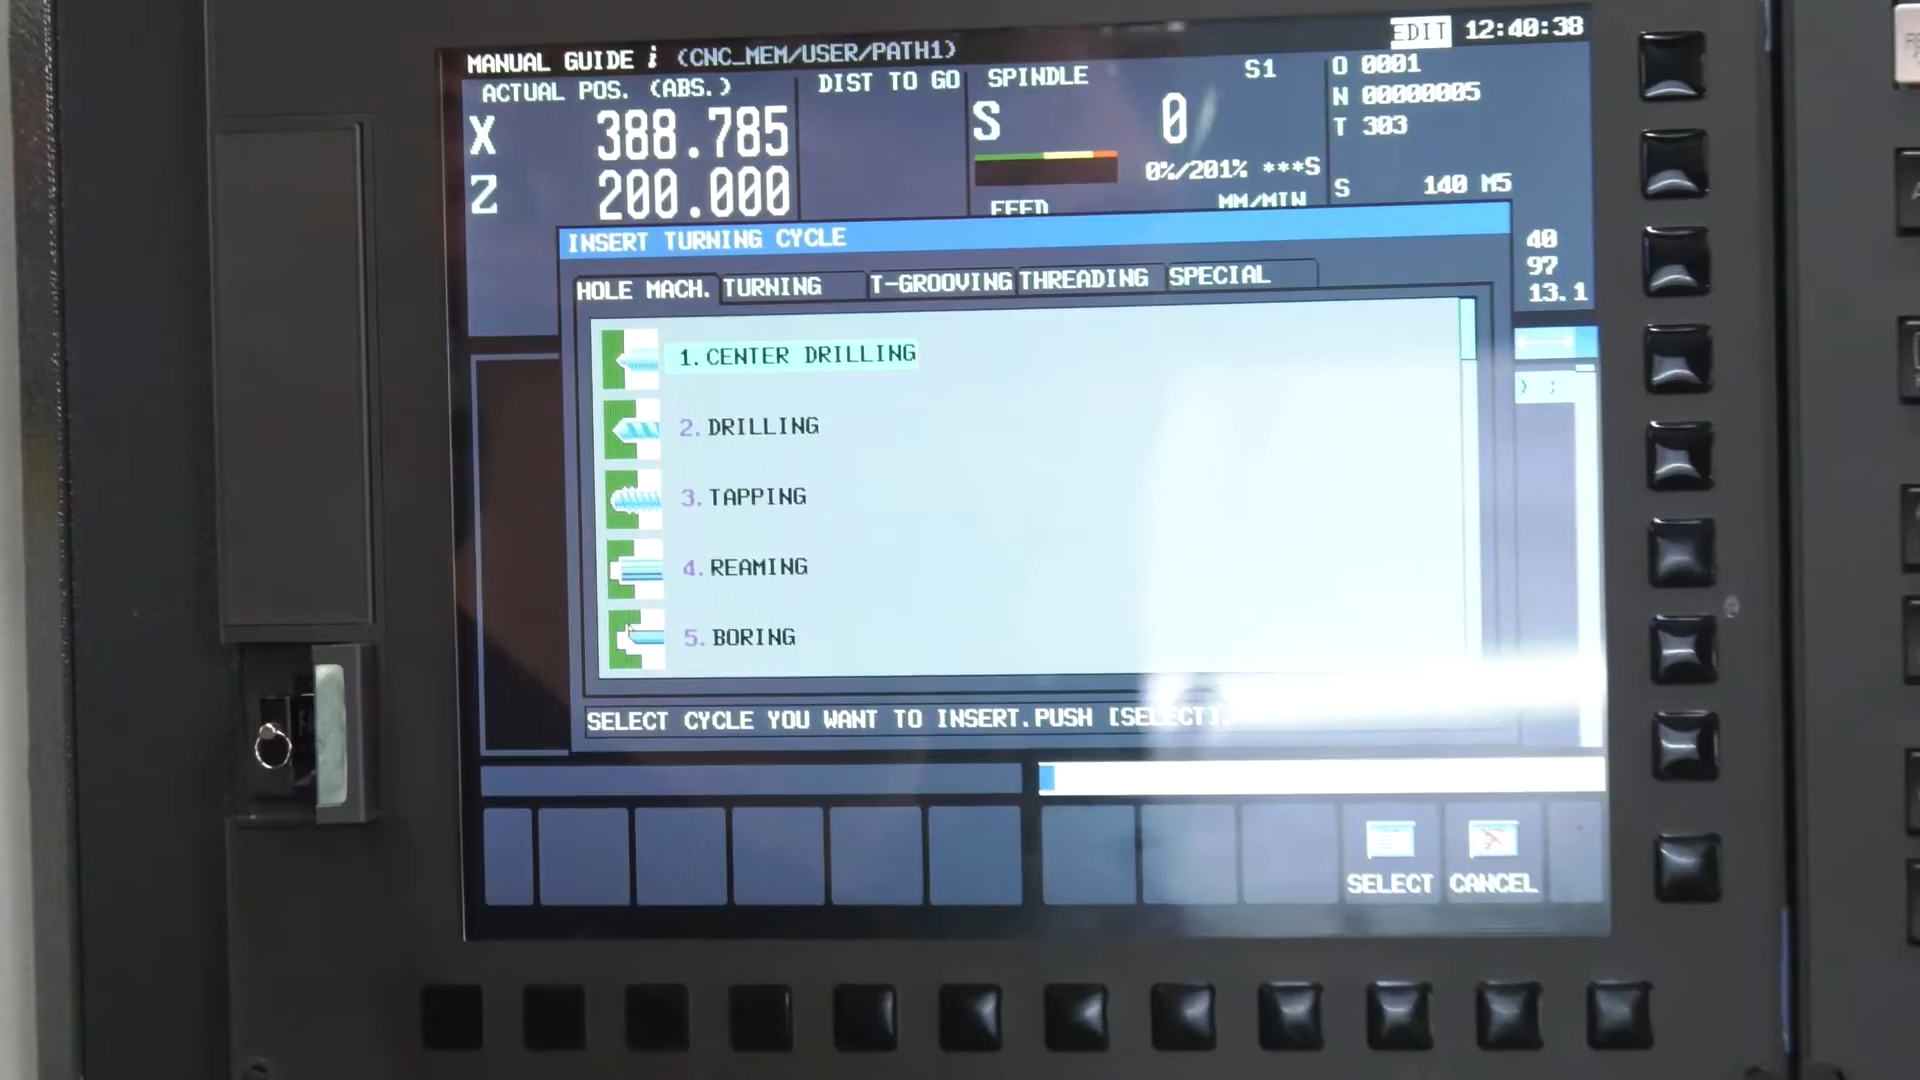 MANUAL GUIDE i (CNC_MEM/USER/PATH1) EDIT 12:40:38
ACTUAL POS. (ABS.) DIST TO GO SPINDLE S1 O 0001
N 00000005
X 388.785 S 0 T 303
0%/201% ***S
Z 200.000 S 140 M5
FEED MM/MIN
INSERT TURNING CYCLE 40
97
HOLE MACH. TURNING T-GROOVING THREADING SPECIAL 13.1
1. CENTER DRILLING
) ;
2. DRILLING
3. TAPPING
4. REAMING
5. BORING
SELECT CYCLE YOU WANT TO INSERT.PUSH [SELECT].
SELECT CANCEL